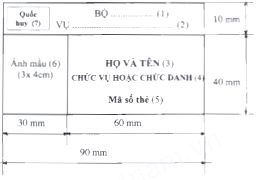 Quốc
huy (7)
BỘ ................ (1)
VỤ ................................ (2)
10 mm
Ảnh mầu (6)
(3x 4cm)
HỌ VÀ TÊN (3)
CHỨC VỤ HOẶC CHỨC DANH (4)
Mã số thẻ (5)
40 mm
30 mm
60 mm
90 mm